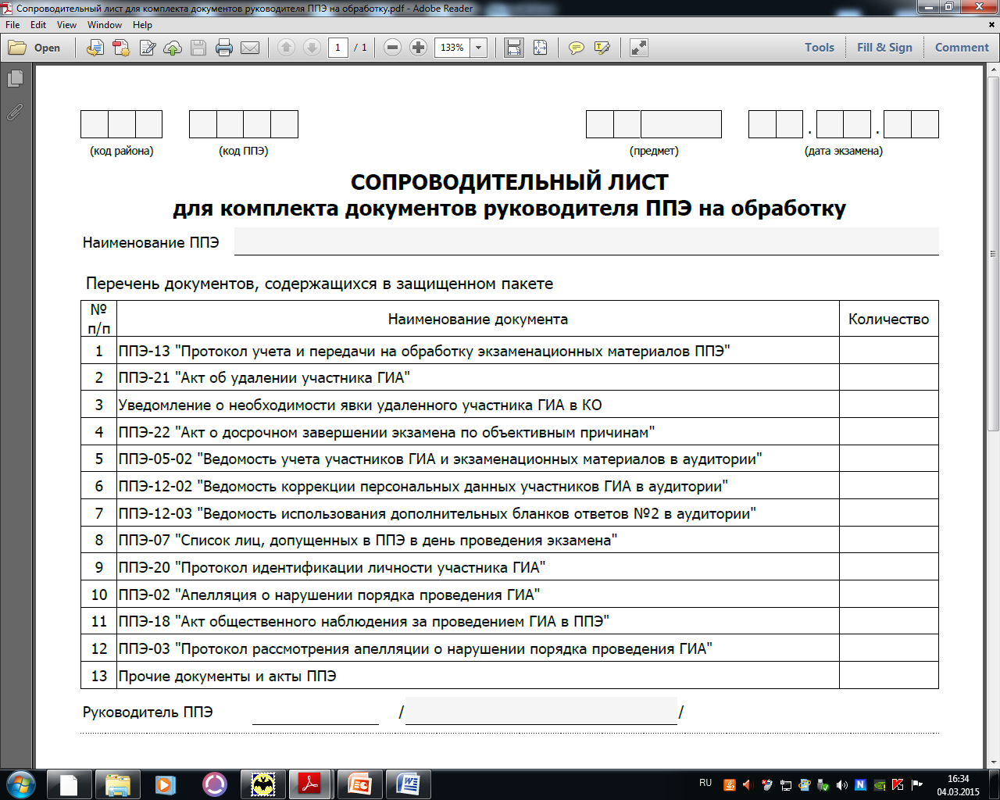 Сопроводительный лист для комплекта документов руководителя ППЭ на обработку.pdf - Adobe Reader
File Edit View Window Help
Open 1 / 1 133% Tools Fill & Sign Comment
(код района) (код ППЭ) (предмет) (дата экзамена)
СОПРОВОДИТЕЛЬНЫЙ ЛИСТ
для комплекта документов руководителя ППЭ на обработку
Наименование ППЭ
Перечень документов, содержащихся в защищенном пакете
№ п/п Наименование документа Количество
1 ППЭ-13 "Протокол учета и передачи на обработку экзаменационных материалов ППЭ"
2 ППЭ-21 "Акт об удалении участника ГИА"
3 Уведомление о необходимости явки удаленного участника ГИА в КО
4 ППЭ-22 "Акт о досрочном завершении экзамена по объективным причинам"
5 ППЭ-05-02 "Ведомость учета участников ГИА и экзаменационных материалов в аудитории"
6 ППЭ-12-02 "Ведомость коррекции персональных данных участников ГИА в аудитории"
7 ППЭ-12-03 "Ведомость использования дополнительных бланков ответов №2 в аудитории"
8 ППЭ-07 "Список лиц, допущенных в ППЭ в день проведения экзамена"
9 ППЭ-20 "Протокол идентификации личности участника ГИА"
10 ППЭ-02 "Апелляция о нарушении порядка проведения ГИА"
11 ППЭ-18 "Акт общественного наблюдения за проведением ГИА в ППЭ"
12 ППЭ-03 "Протокол рассмотрения апелляции о нарушении порядка проведения ГИА"
13 Прочие документы и акты ППЭ
Руководитель ППЭ / /
RU 16:34
04.03.2015